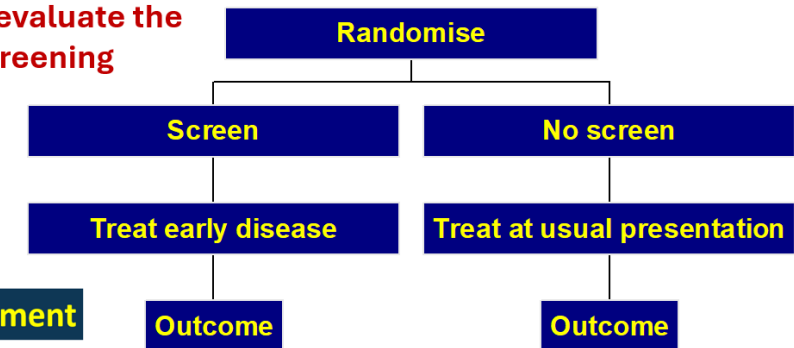 evaluate the
reening
Randomise
Screen
No screen
Treat early disease
Treat at usual presentation
ment
Outcome
Outcome